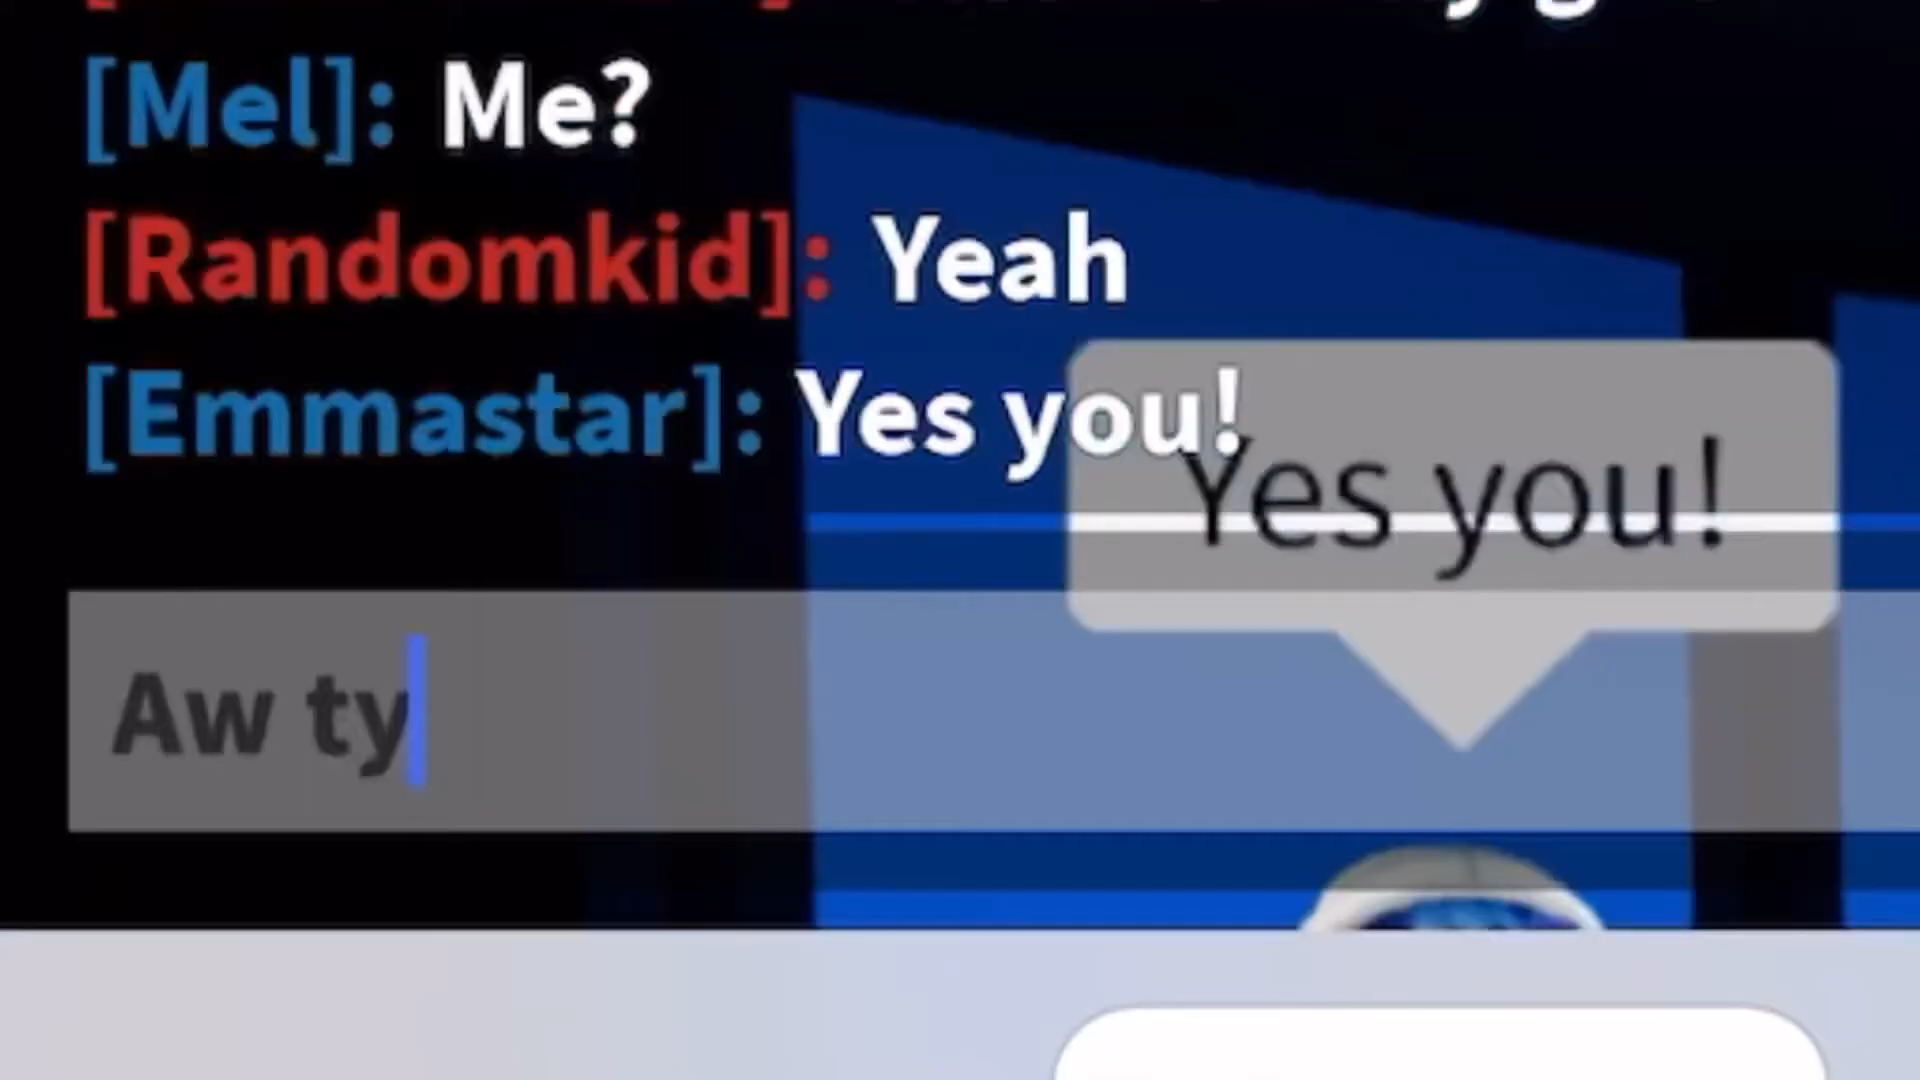 [Mel]: Me?
[Randomkid]: Yeah
[Emmastar]: Yes you!
Yes you!
Aw ty